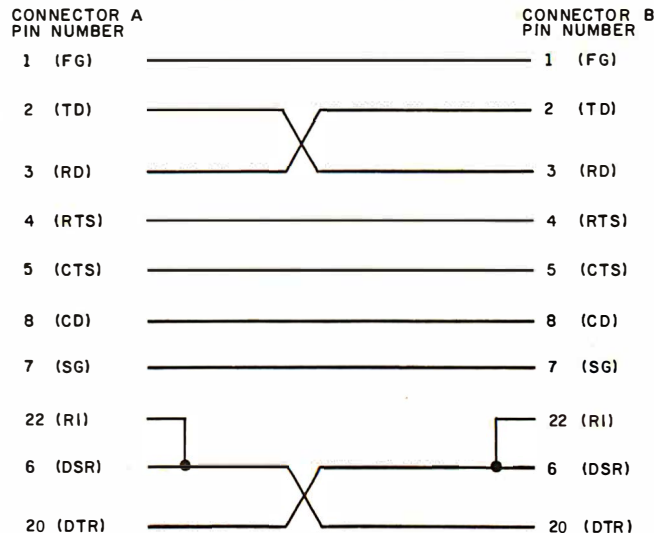 CONNECTOR A
PIN NUMBER
CONNECTOR B
PIN NUMBER
1 (FG)
1 (FG)
2 (TD)
2 (TD)
3 (RD)
3 (RD)
4 (RTS)
4 (RTS)
5 (CTS)
5 (CTS)
8 (CD)
8 (CD)
7 (SG)
7 (SG)
22 (RI)
22 (RI)
6 (DSR)
6 (DSR)
20 (DTR)
20 (DTR)